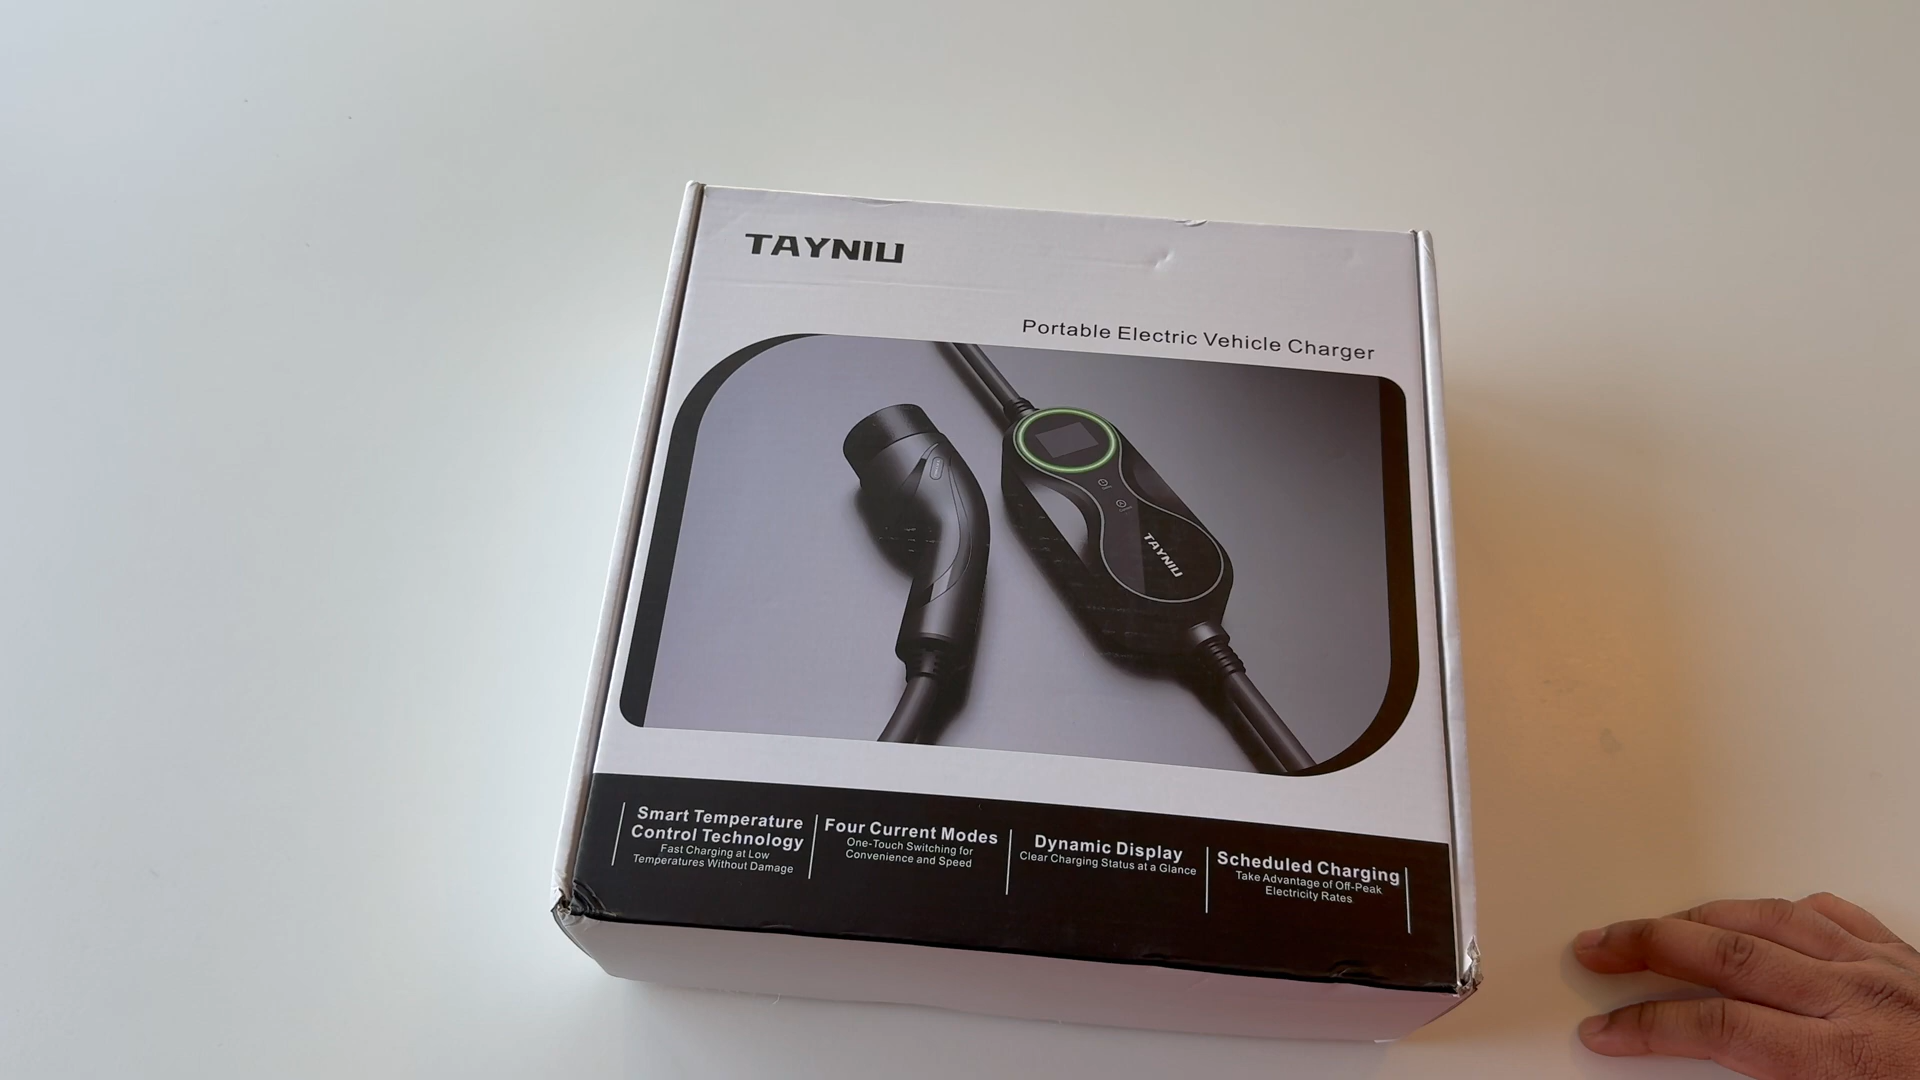 TAYNIU
Portable Electric Vehicle Charger
TAYNIU
Smart Temperature
Control Technology
Fast Charging at Low
Temperatures Without Damage
Four Current Modes
One-Touch Switching for
Convenience and Speed
Dynamic Display
Clear Charging Status at a Glance
Scheduled Charging
Take Advantage of Off-Peak
Electricity Rates